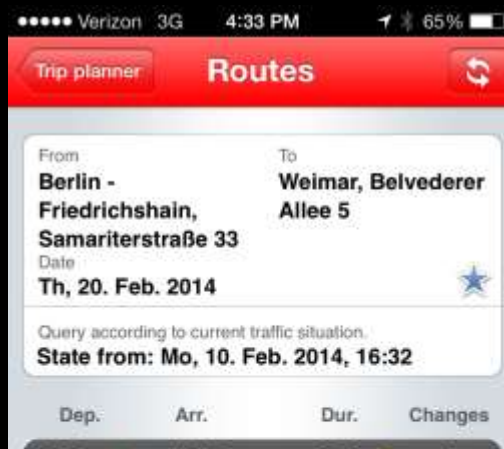 Verizon 3G 4:33 PM 65%
Trip planner Routes
From To
Berlin - Weimar, Belvederer
Friedrichshain, Allee 5
Samariterstraße 33
Date
Th, 20. Feb. 2014
Query according to current traffic situation.
State from: Mo, 10. Feb. 2014, 16:32
Dep. Arr. Dur. Changes